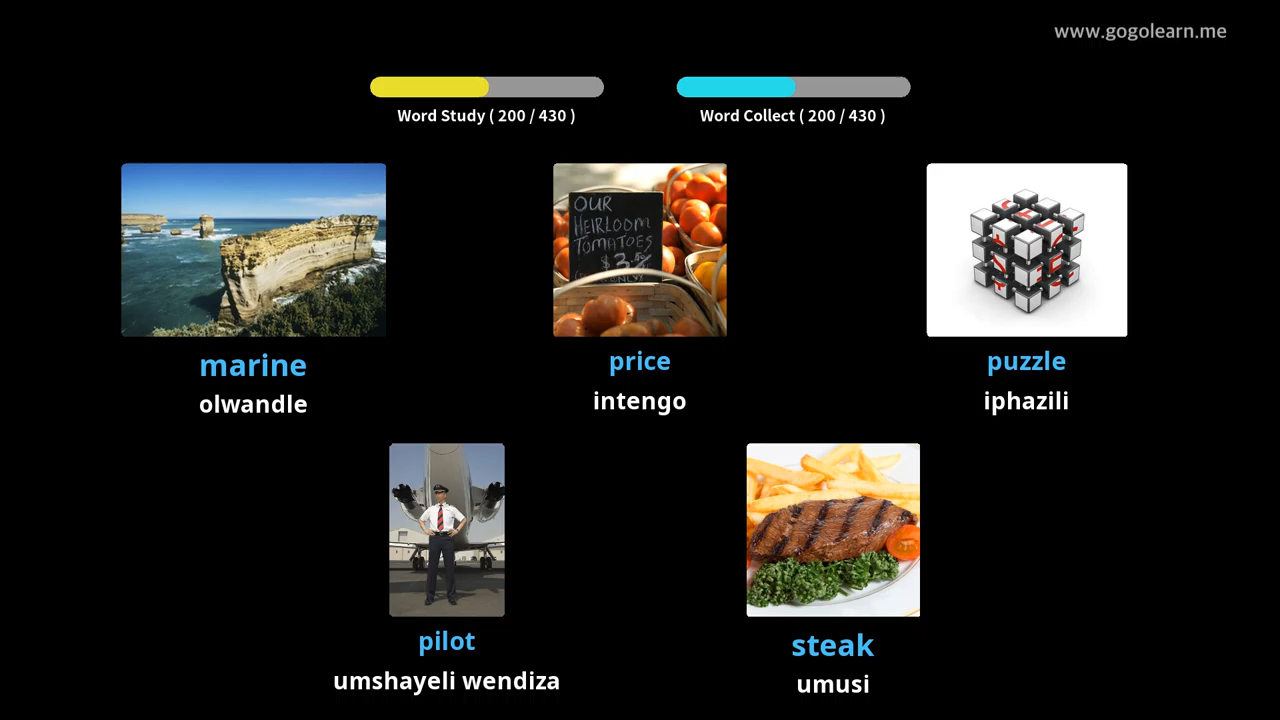 www.gogolearn.me
Word Study ( 200 / 430 )
Word Collect ( 200 / 430 )
OUR
HEIRLOOM
TOMATOES
marine
olwandle
price
intengo
puzzle
iphazili
pilot
umshayeli wendiza
steak
umusi